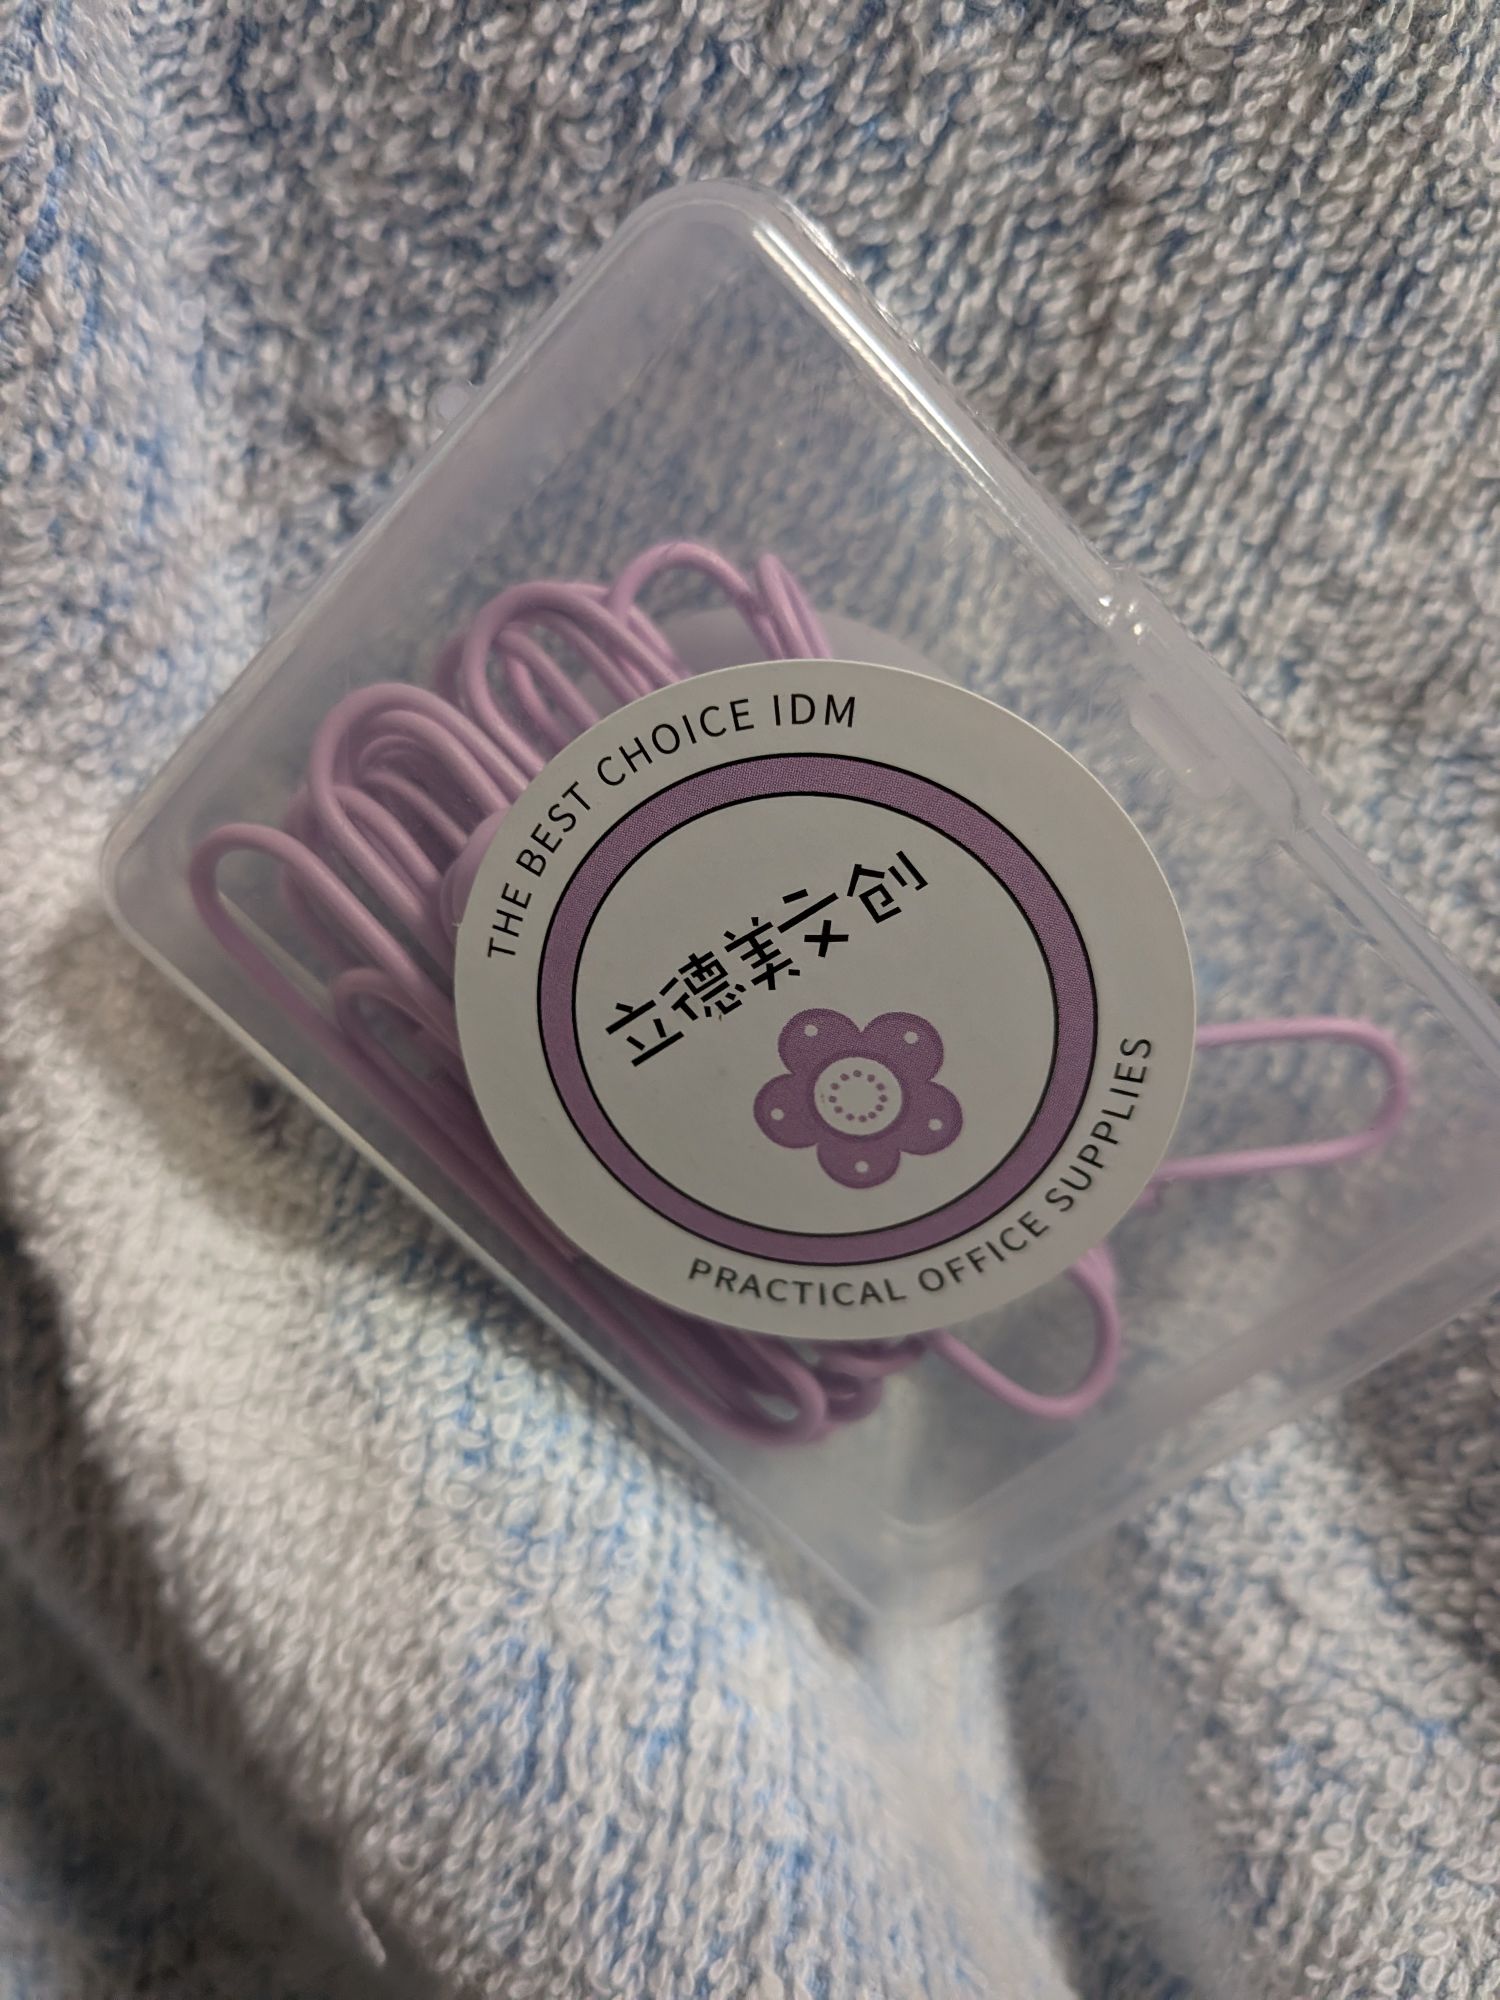 THE BEST CHOICE IDM
立德美文创
PRACTICAL OFFICE SUPPLIES